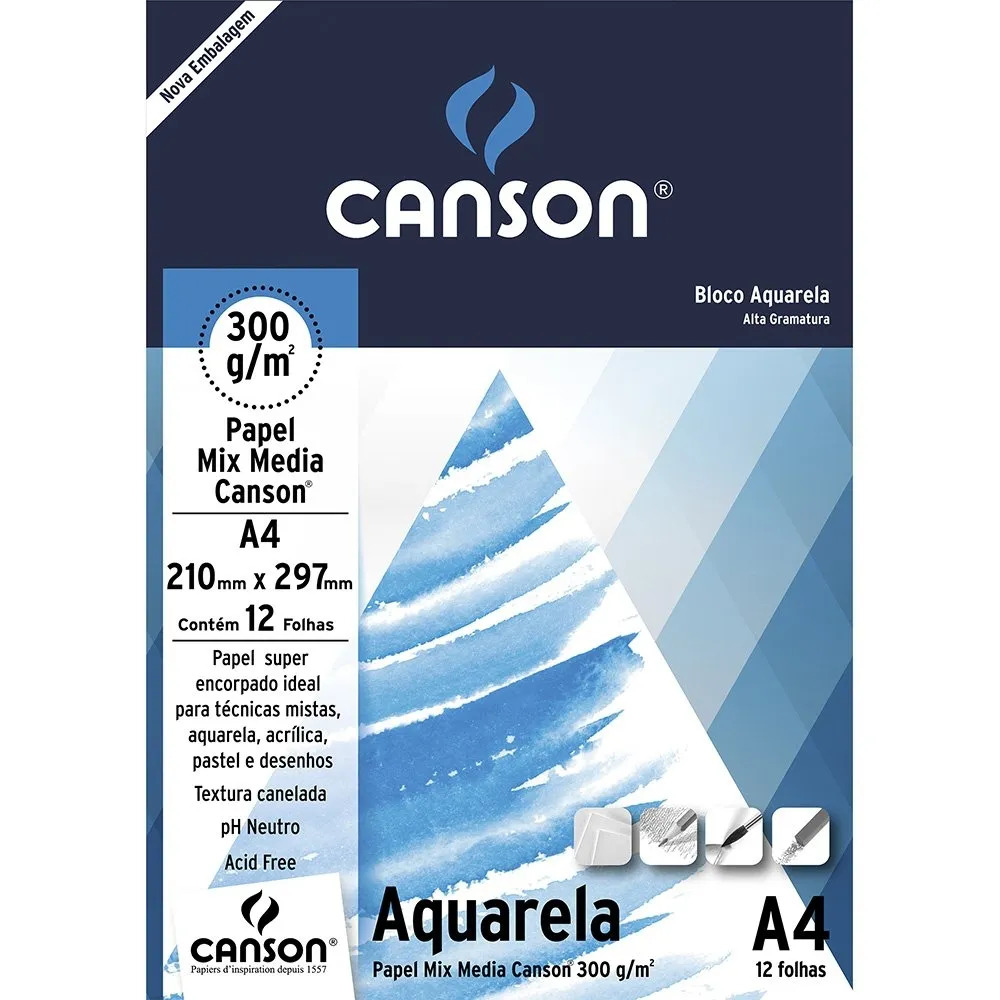 Nova Embalagem
CANSON®
Bloco Aquarela
Alta Gramatura
300
g/m²
Papel
Mix Media
Canson®
A4
210mm x 297mm
Contém 12 Folhas
Papel super
encorpado ideal
para técnicas mistas,
aquarela, acrílica,
pastel e desenhos
Textura canelada
pH Neutro
Acid Free
CANSON®
Papiers d'inspiration depuis 1557
Aquarela
Papel Mix Media Canson® 300 g/m²
A4
12 folhas